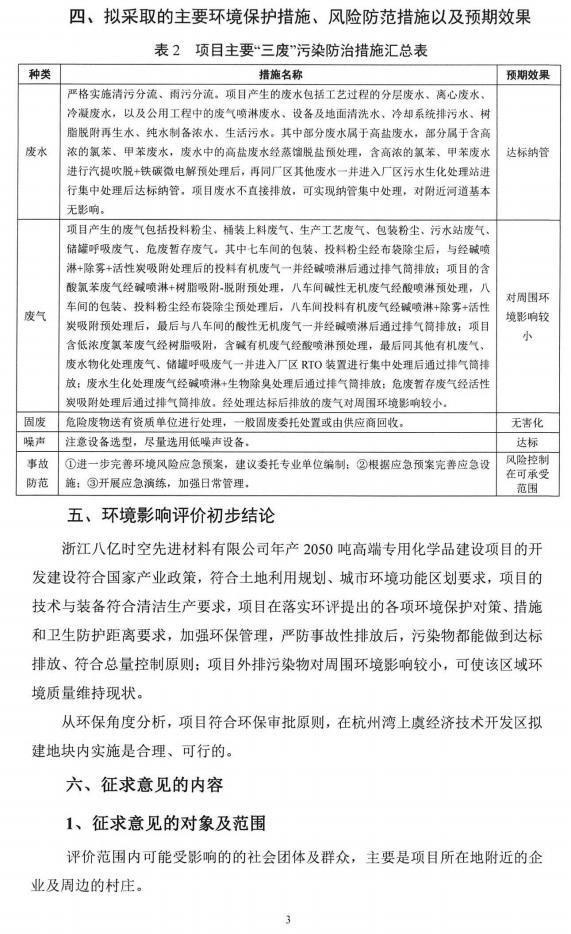 四、拟采取的主要环境保护措施、风险防范措施以及预期效果
表 2 项目主要“三废”污染防治措施汇总表
种类 措施名称 预期效果
废水
严格实施清污分流、雨污分流。项目产生的废水包括工艺过程的分层废水、离心废水、
冷凝废水，以及公用工程中的废气喷淋废水、设备及地面清洗水、冷却系统排污水、树
脂脱附再生水、纯水制备浓水、生活污水。其中部分废水属于高盐废水，部分属于含高
浓的氯苯、甲苯废水，废水中的高盐废水经蒸馏脱盐预处理，含高浓的氯苯、甲苯废水
进行汽提吹脱+铁碳微电解预处理后，再同厂区其他废水一并进入厂区污水生化处理站进
行集中处理后达标纳管。项目废水不直接排放，可实现纳管集中处理，对附近河道基本
无影响。
达标纳管
废气
项目产生的废气包括投料粉尘、桶装上料废气、生产工艺废气、包装粉尘、污水站废气、
储罐呼吸废气、危废暂存废气。其中七车间的包装、投料粉尘经布袋除尘后，与经碱喷
淋+除雾+活性炭吸附处理后的投料有机废气一并经碱喷淋后通过排气筒排放；项目的含
酸氯苯废气经碱喷淋+树脂吸附-脱附预处理，八车间碱性无机废气经酸喷淋预处理，八
车间的包装、投料粉尘经布袋除尘预处理后，八车间投料有机废气经碱喷淋+除雾+活性
炭吸附预处理后，最后与八车间的酸性无机废气一并经碱喷淋后通过排气筒排放；项目
含低浓度氯苯废气经树脂吸附，含碱有机废气经酸喷淋预处理，最后同其他有机废气、
废水物化处理废气、储罐呼吸废气一并进入厂区 RTO 装置进行集中处理后通过排气筒排
放；废水生化处理废气经碱喷淋+生物除臭处理后通过排气筒排放；危废暂存废气经活性
炭吸附处理后通过排气筒排放。经处理达标后排放的废气对周围环境影响较小。
对周围环
境影响较
小
固废 危险废物送有资质单位进行处理，一般固废委托处置或由供应商回收。 无害化
噪声 注意设备选型，尽量选用低噪声设备。 达标
事故
防范
①进一步完善环境风险应急预案，建议委托专业单位编制；②根据应急预案完善应急设
施；③开展应急演练，加强日常管理。
风险控制
在可承受
范围
五、环境影响评价初步结论
浙江八亿时空先进材料有限公司年产 2050 吨高端专用化学品建设项目的开
发建设符合国家产业政策，符合土地利用规划、城市环境功能区划要求，项目的
技术与装备符合清洁生产要求，项目在落实环评提出的各项环境保护对策、措施
和卫生防护距离要求，加强环保管理，严防事故性排放后，污染物都能做到达标
排放、符合总量控制原则；项目外排污染物对周围环境影响较小，可使该区域环
境质量维持现状。
从环保角度分析，项目符合环保审批原则，在杭州湾上虞经济技术开发区拟
建地块内实施是合理、可行的。
六、征求意见的内容
1、征求意见的对象及范围
评价范围内可能受影响的的社会团体及群众，主要是项目所在地附近的企
业及周边的村庄。
3